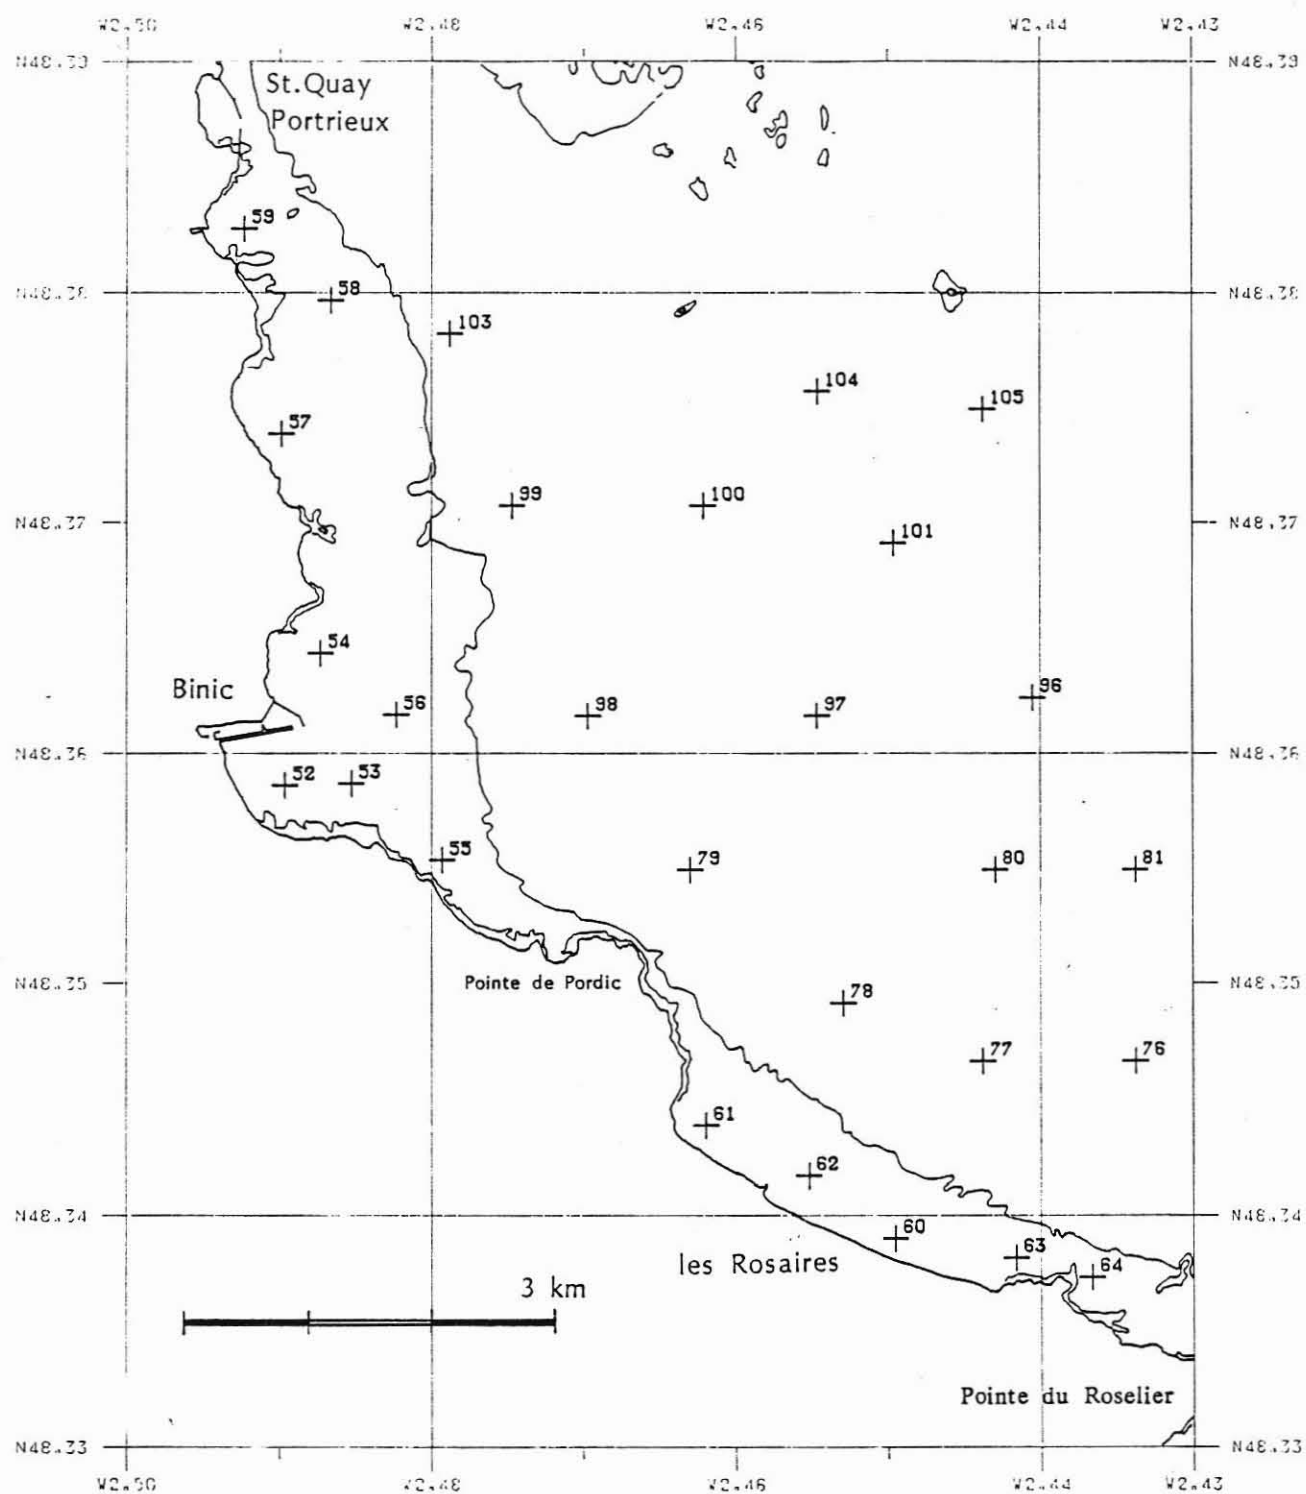 W2.50 W2.48 W2.46 W2.44 W2.43
N48.39 N48.39
St.Quay
Portrieux
59
N48.38 58 N48.38
103
104
105
57
99 100
N48.37 101 N48.37
54
Binic 56 98 97 96
N48.36 N48.36
52 53
55 79 80 81
Pointe de Pordic
N48.35 78 N48.35
77 76
61
62
N48.34 N48.34
60
les Rosaires 63
64
3 km
Pointe du Roselier
N48.33 N48.33
W2.50 W2.48 W2.46 W2.44 W2.43